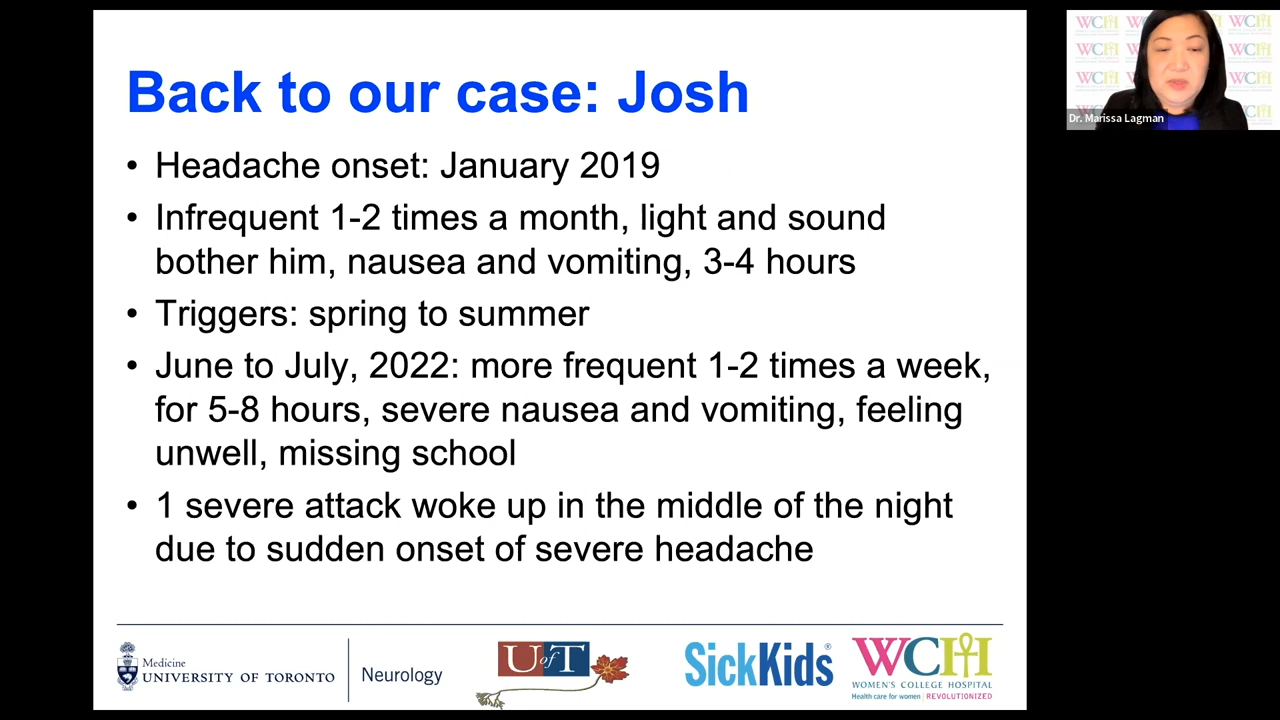 Back to our case: Josh
• Headache onset: January 2019
• Infrequent 1-2 times a month, light and sound
bother him, nausea and vomiting, 3-4 hours
• Triggers: spring to summer
• June to July, 2022: more frequent 1-2 times a week,
for 5-8 hours, severe nausea and vomiting, feeling
unwell, missing school
• 1 severe attack woke up in the middle of the night
due to sudden onset of severe headache
Medicine
UNIVERSITY OF TORONTO
Neurology
UofT
SickKids®
WCH
WOMEN'S COLLEGE HOSPITAL
Health care for women | REVOLUTIONIZED
WCH
WCH
WCH
WCH
Dr. Marissa Lagman